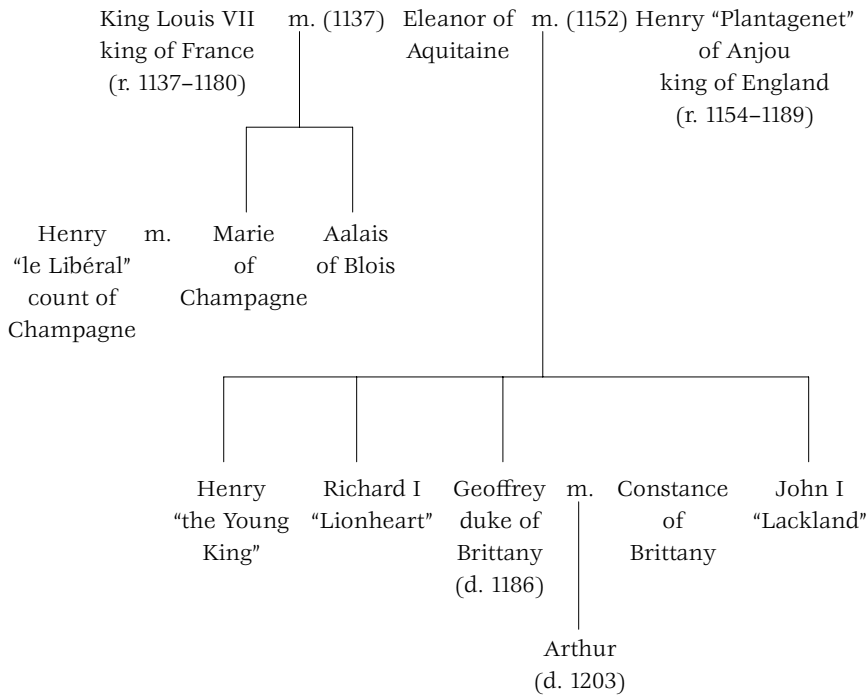 King Louis VII m. (1137) Eleanor of m. (1152) Henry “Plantagenet”
king of France Aquitaine of Anjou
(r. 1137–1180) king of England
(r. 1154–1189)
Henry m. Marie Aalais
“le Libéral” of of Blois
count of Champagne
Champagne
Henry Richard I Geoffrey m. Constance John I
“the Young “Lionheart” duke of of “Lackland”
King” Brittany Brittany
(d. 1186)
Arthur
(d. 1203)